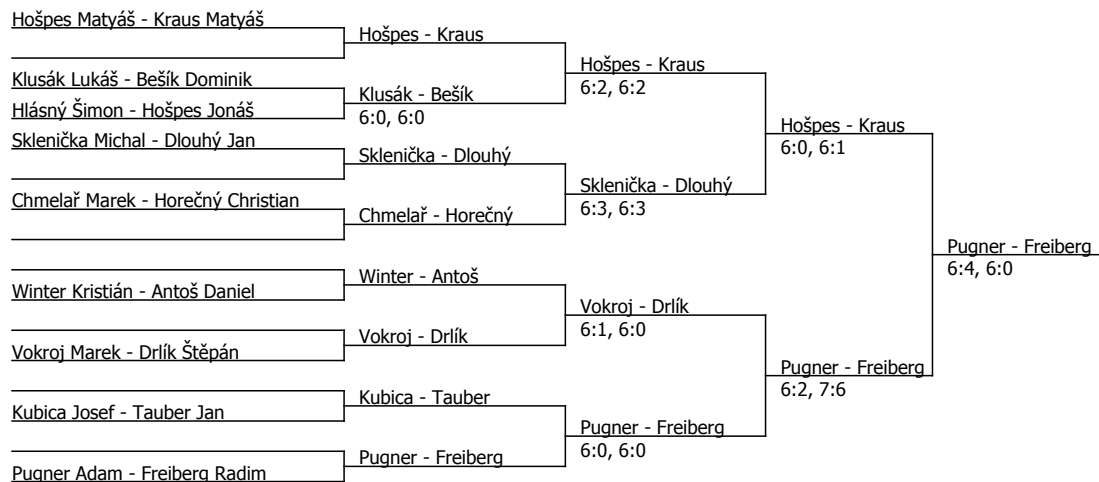 Hošpes Matyáš - Kraus Matyáš
Klusák Lukáš - Bešík Dominik
Hlásný Šimon - Hošpes Jonáš
Sklenička Michal - Dlouhý Jan
Chmelař Marek - Horečný Christian
Winter Kristián - Antoš Daniel
Vokroj Marek - Drlík Štěpán
Kubica Josef - Tauber Jan
Pugner Adam - Freiberg Radim
Hošpes - Kraus
Klusák - Bešík
6:0, 6:0
Sklenička - Dlouhý
Chmelař - Horečný
Winter - Antoš
Vokroj - Drlík
Kubica - Tauber
Pugner - Freiberg
Hošpes - Kraus
6:2, 6:2
Sklenička - Dlouhý
6:3, 6:3
Vokroj - Drlík
6:1, 6:0
Pugner - Freiberg
6:0, 6:0
Hošpes - Kraus
6:0, 6:1
Pugner - Freiberg
6:2, 7:6
Pugner - Freiberg
6:4, 6:0